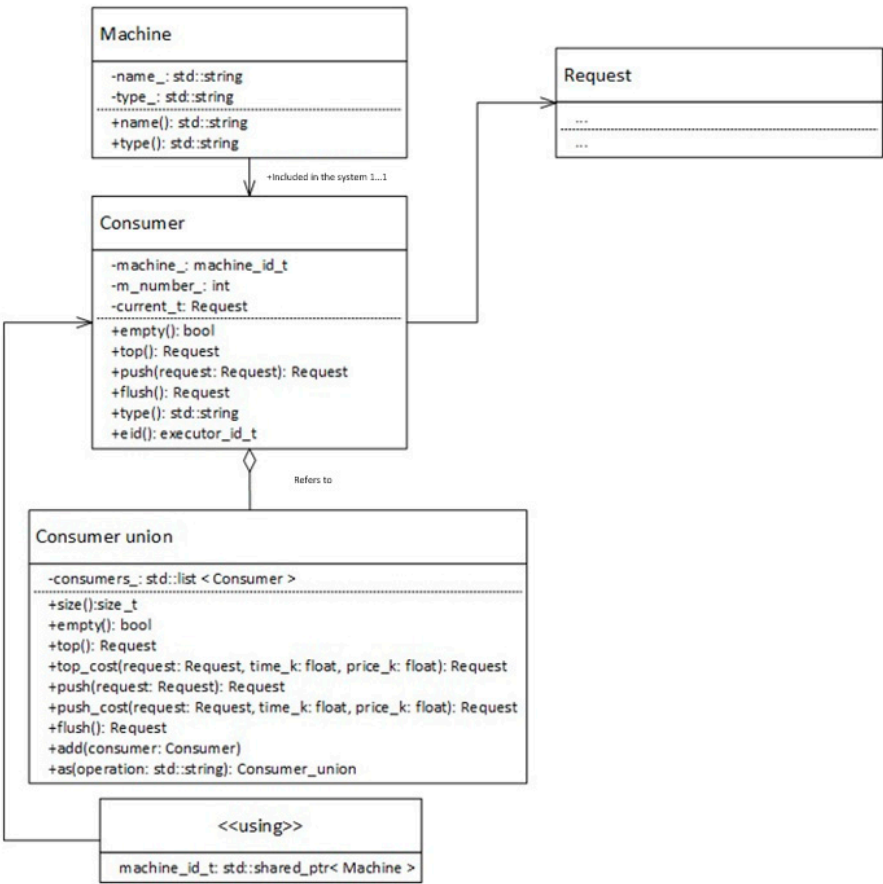 Machine
-name_: std::string
-type_: std::string
+name(): std::string
+type(): std::string
Request
...
...
+Included in the system 1...1
Consumer
-machine_: machine_id_t
-m_number_: int
-current_t: Request
+empty(): bool
+top(): Request
+push(request: Request): Request
+flush(): Request
+type(): std::string
+eid(): executor_id_t
Refers to
Consumer union
-consumers_: std::list < Consumer >
+size():size_t
+empty(): bool
+top(): Request
+top_cost(request: Request, time_k: float, price_k: float): Request
+push(request: Request): Request
+push_cost(request: Request, time_k: float, price_k: float): Request
+flush(): Request
+add(consumer: Consumer)
+as(operation: std::string): Consumer_union
<<using>>
machine_id_t: std::shared_ptr< Machine >